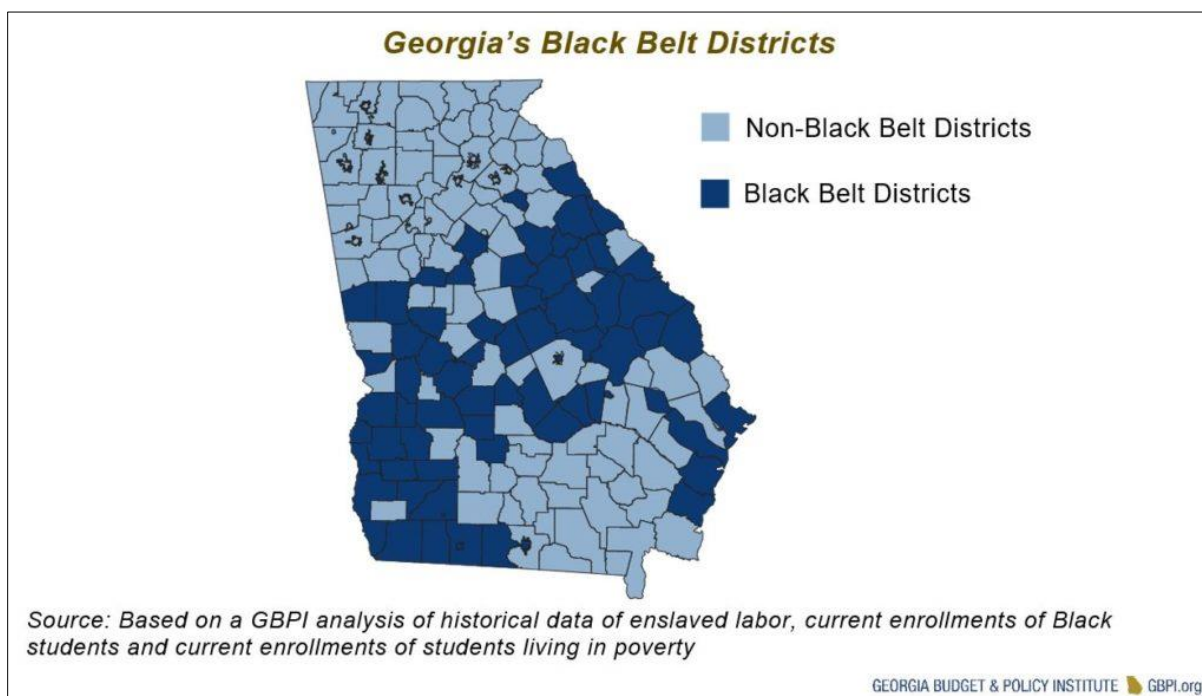 Georgia's Black Belt Districts
Non-Black Belt Districts
Black Belt Districts
Source: Based on a GBPI analysis of historical data of enslaved labor, current enrollments of Black
students and current enrollments of students living in poverty
GEORGIA BUDGET & POLICY INSTITUTE GBPI.org